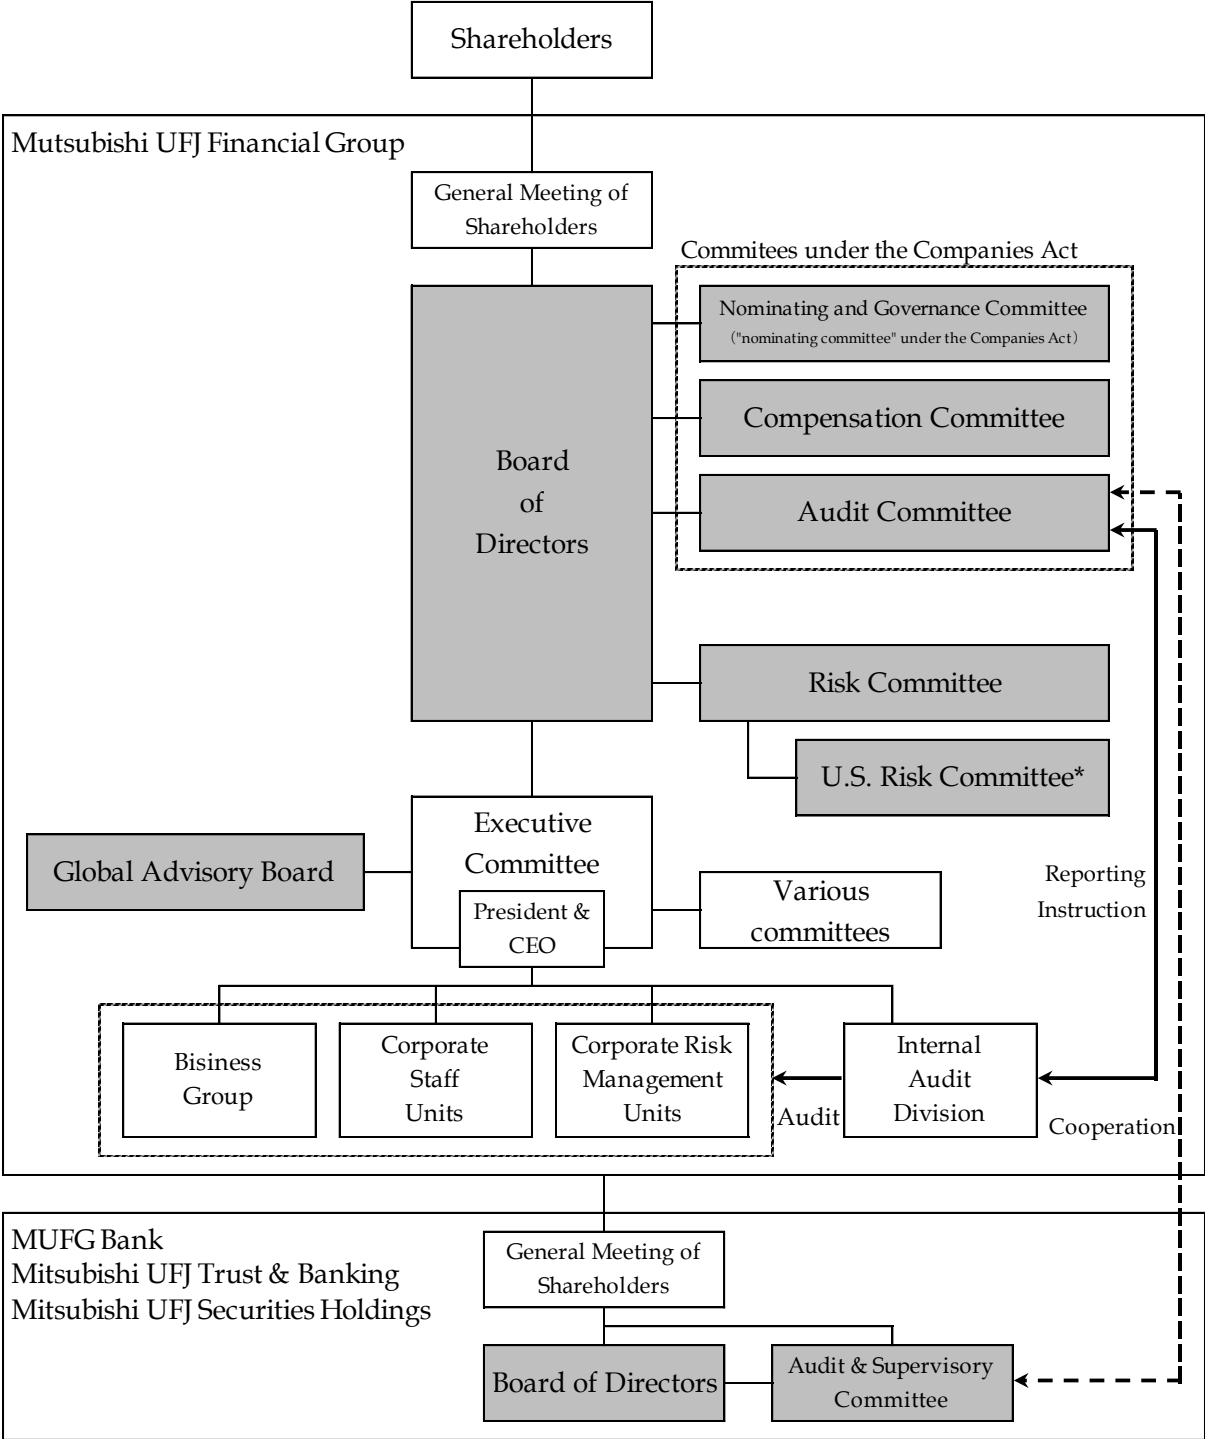 Shareholders
Mutsubishi UFJ Financial Group
General Meeting of
Shareholders
Commitees under the Companies Act
Nominating and Governance Committee
("nominating committee" under the Companies Act)
Compensation Committee
Board
of
Directors
Audit Committee
Risk Committee
U.S. Risk Committee*
Executive
Committee
Global Advisory Board
President &
CEO
Various
committees
Reporting
Instruction
Bisiness
Group
Corporate
Staff
Units
Corporate Risk
Management
Units
Audit
Internal
Audit
Division
Cooperation
MUFG Bank
Mitsubishi UFJ Trust & Banking
Mitsubishi UFJ Securities Holdings
General Meeting of
Shareholders
Board of Directors
Audit & Supervisory
Committee